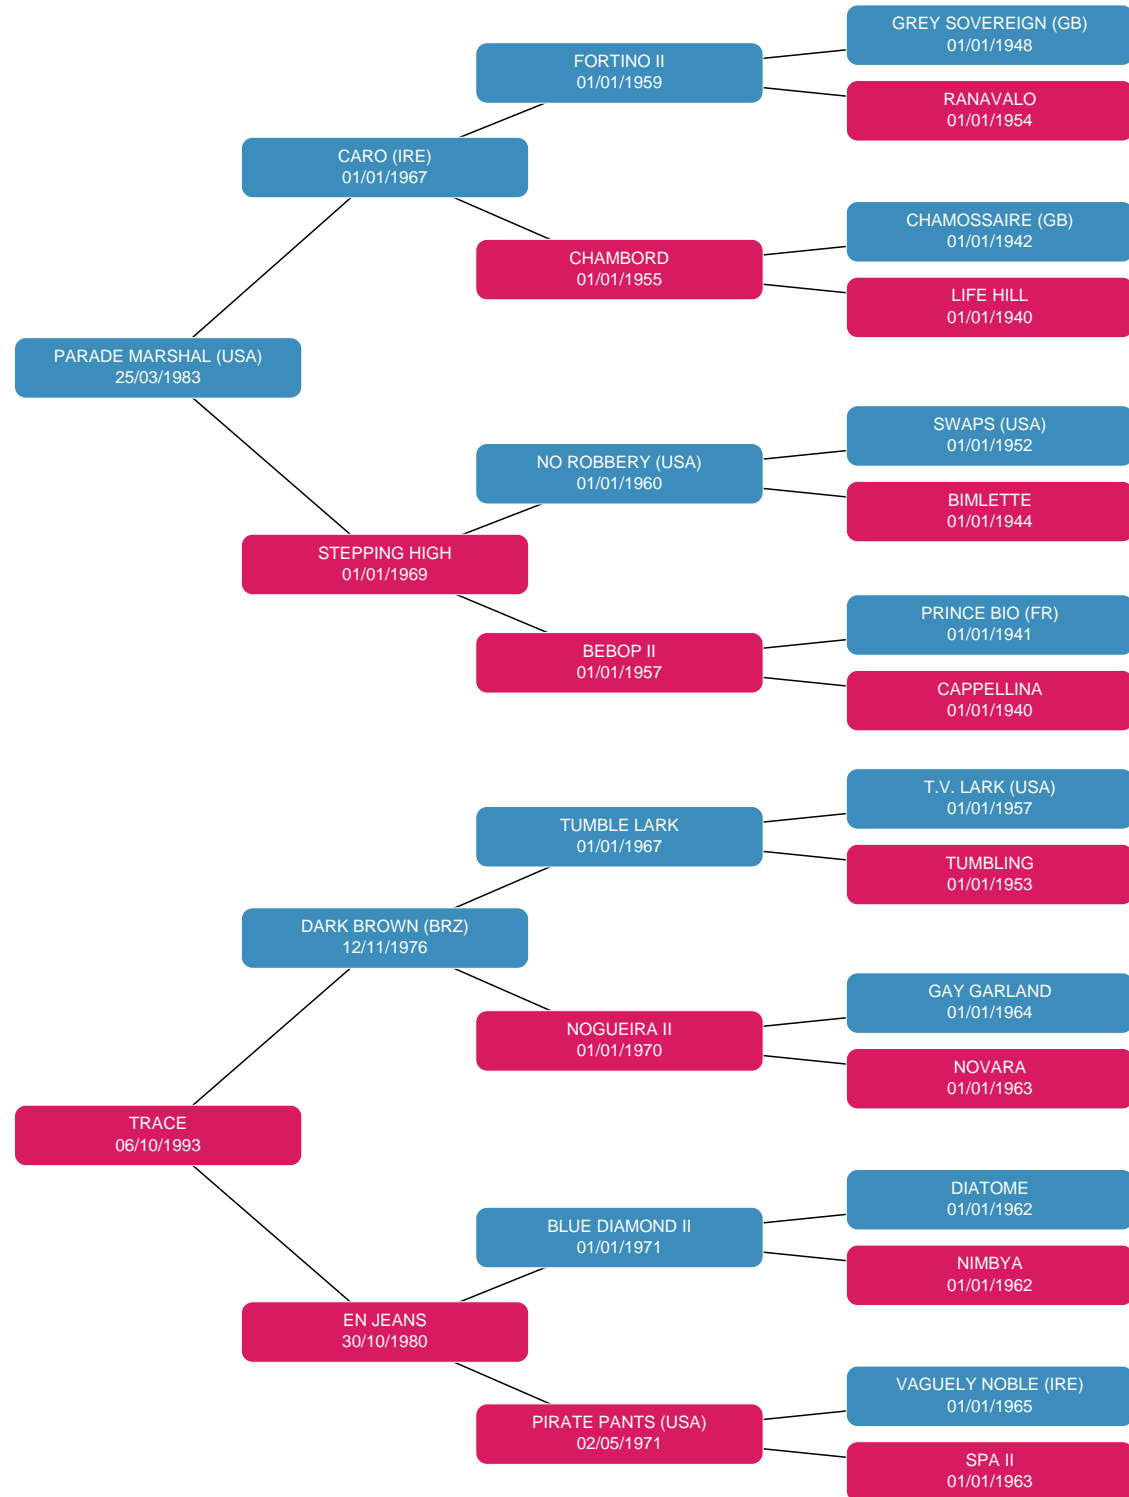 GREY SOVEREIGN (GB)
01/01/1948
FORTINO II
01/01/1959
RANAVALO
01/01/1954
CARO (IRE)
01/01/1967
CHAMOSSAIRE (GB)
01/01/1942
CHAMBORD
01/01/1955
LIFE HILL
01/01/1940
PARADE MARSHAL (USA)
25/03/1983
SWAPS (USA)
01/01/1952
NO ROBBERY (USA)
01/01/1960
BIMLETTE
01/01/1944
STEPPING HIGH
01/01/1969
PRINCE BIO (FR)
01/01/1941
BEBOP II
01/01/1957
CAPPELLINA
01/01/1940
T.V. LARK (USA)
01/01/1957
TUMBLE LARK
01/01/1967
TUMBLING
01/01/1953
DARK BROWN (BRZ)
12/11/1976
GAY GARLAND
01/01/1964
NOGUEIRA II
01/01/1970
NOVARA
01/01/1963
TRACE
06/10/1993
DIATOME
01/01/1962
BLUE DIAMOND II
01/01/1971
NIMBYA
01/01/1962
EN JEANS
30/10/1980
VAGUELY NOBLE (IRE)
01/01/1965
PIRATE PANTS (USA)
02/05/1971
SPA II
01/01/1963